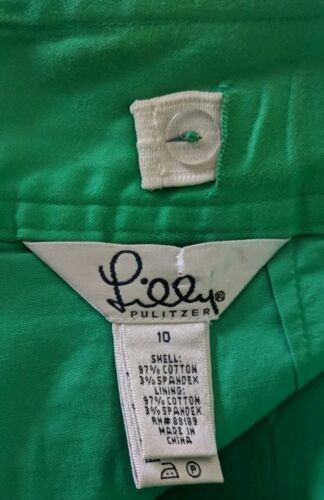 Lilly®
PULITZER
10
SHELL:
97% COTTON
3% SPANDEX
LINING:
97% COTTON
3% SPANDEX
RN# 88189
MADE IN
CHINA
P